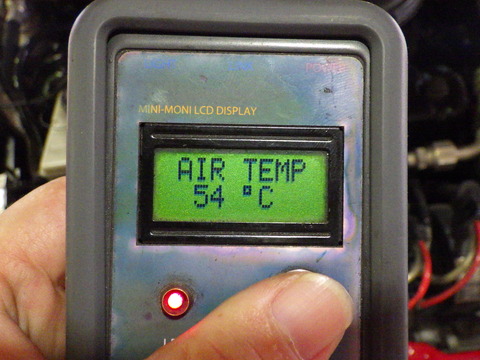 MINI-MONI LCD DISPLAY
AIR TEMP
54 °C